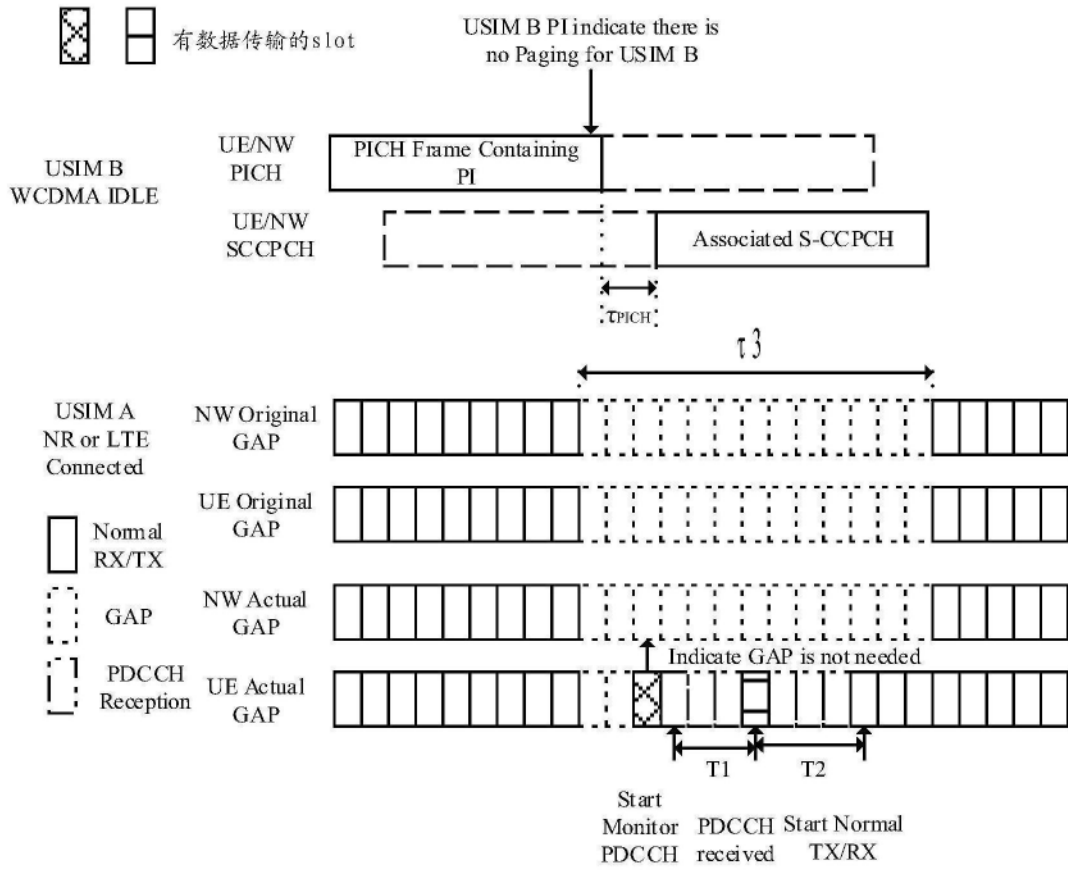 有数据传输的slot
USIM B PI indicate there is
no Paging for USIM B
USIM B
WCDMA IDLE
UE/NW
PICH
PICH Frame Containing
PI
UE/NW
SCCPCH
Associated S-CCPCH
τPICH
τ3
USIM A
NR or LTE
Connected
NW Original
GAP
UE Original
GAP
Normal
RX/TX
GAP
PDCCH
Reception
NW Actual
GAP
Indicate GAP is not needed
UE Actual
GAP
T1
T2
Start
Monitor
PDCCH
PDCCH
received
Start Normal
TX/RX